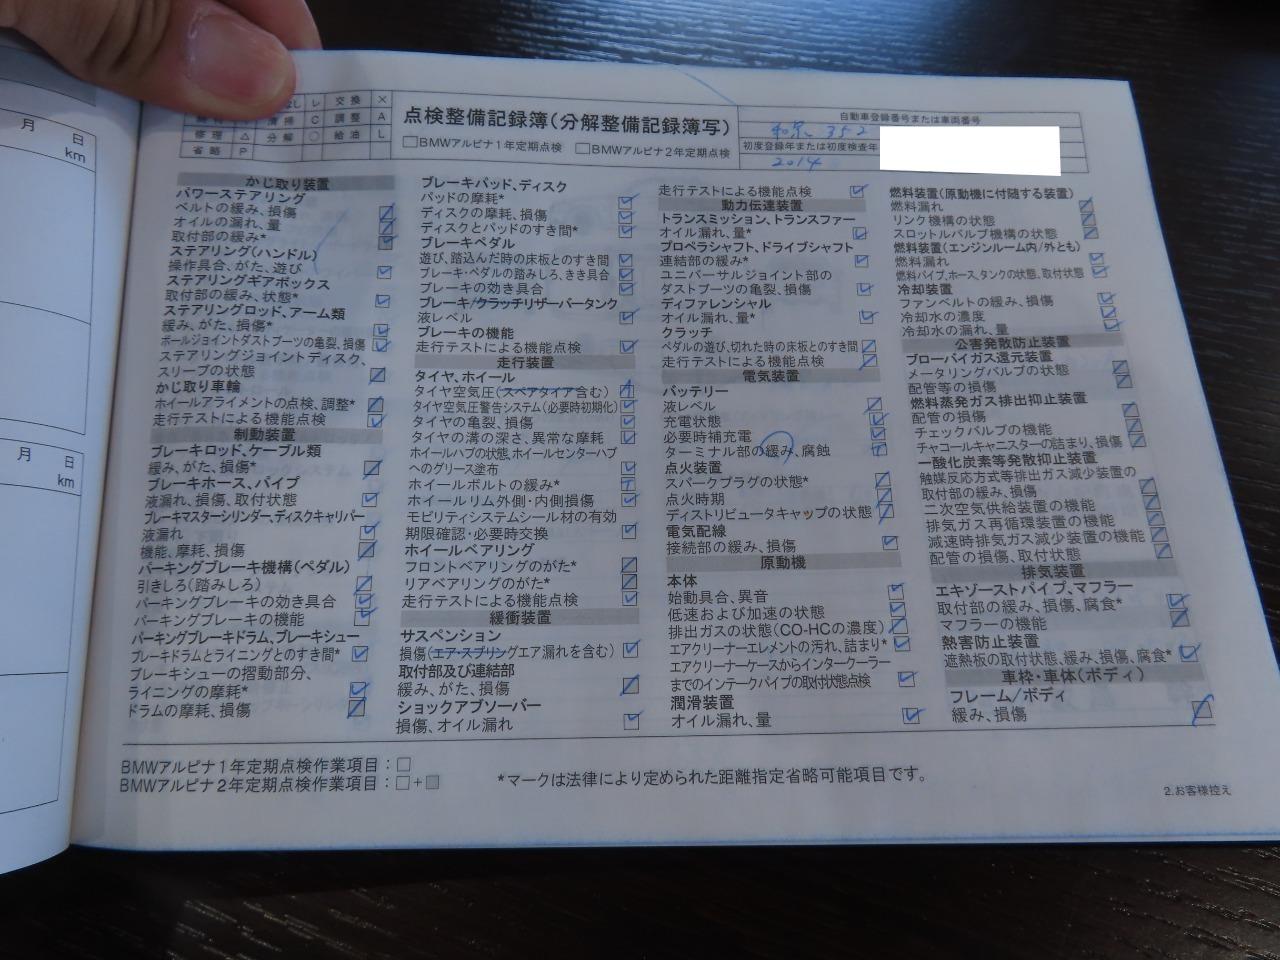 月 日
km
月 日
km
し レ 交換 ×
清掃 C 調整 A
修理 △ 分解 ○ 給油 L
省略 P
点検整備記録簿(分解整備記録簿写)
□BMWアルピナ1年定期点検 □BMWアルピナ2年定期点検
自動車登録番号または車両番号
352
初度登録年または初度検査年
2014
かじ取り装置
パワーステアリング
ベルトの緩み、損傷
オイルの漏れ、量
取付部の緩み*
ステアリング(ハンドル)
操作具合、がた、遊び
ステアリングギアボックス
取付部の緩み、状態*
ステアリングロッド、アーム類
緩み、がた、損傷*
ボールジョイントダストブーツの亀裂、損傷
ステアリングジョイントディスク、
スリーブの状態
かじ取り車輪
ホイールアライメントの点検、調整*
走行テストによる機能点検
制動装置
ブレーキロッド、ケーブル類
緩み、がた、損傷*
ブレーキホース、パイプ
液漏れ、損傷、取付状態
ブレーキマスターシリンダー、ディスクキャリパー
液漏れ
機能、摩耗、損傷
パーキングブレーキ機構(ペダル)
引きしろ(踏みしろ)
パーキングブレーキの効き具合
パーキングブレーキの機能
パーキングブレーキドラム、ブレーキシュー
ブレーキドラムとライニングとのすき間*
ブレーキシューの摺動部分、
ライニングの摩耗*
ドラムの摩耗、損傷
ブレーキパッド、ディスク
パッドの摩耗*
ディスクの摩耗、損傷
ディスクとパッドのすき間*
ブレーキペダル
遊び、踏込んだ時の床板とのすき間
ブレーキ・ペダルの踏みしろ、きき具合
ブレーキの効き具合
ブレーキ/クラッチリザーバータンク
液レベル
ブレーキの機能
走行テストによる機能点検
走行装置
タイヤ、ホイール
タイヤ空気圧(スペアタイア含む)
タイヤ空気圧警告システム(必要時初期化)
タイヤの亀裂、損傷
タイヤの溝の深さ、異常な摩耗
ホイールハブの状態、ホイールセンターハブ
へのグリース塗布
ホイールボルトの緩み*
ホイールリム外側・内側損傷
モビリティシステムシール材の有効
期限確認・必要時交換
ホイールベアリング
フロントベアリングのがた*
リアベアリングのがた*
走行テストによる機能点検
緩衝装置
サスペンション
損傷(エア・スプリングエア漏れを含む)
取付部及び連結部
緩み、がた、損傷
ショックアブソーバー
損傷、オイル漏れ
走行テストによる機能点検
動力伝達装置
トランスミッション、トランスファー
オイル漏れ、量*
プロペラシャフト、ドライブシャフト
連結部の緩み*
ユニバーサルジョイント部の
ダストブーツの亀裂、損傷
ディファレンシャル
オイル漏れ、量*
クラッチ
ペダルの遊び、切れた時の床板とのすき間
走行テストによる機能点検
電気装置
バッテリー
液レベル
充電状態
必要時補充電
ターミナル部の緩み、腐蝕
点火装置
スパークプラグの状態*
点火時期
ディストリビュータキャップの状態
電気配線
接続部の緩み、損傷
原動機
本体
始動具合、異音
低速および加速の状態
排出ガスの状態(CO-HCの濃度)
エアクリーナーエレメントの汚れ、詰まり*
エアクリーナーケースからインタークーラー
までのインテークパイプの取付状態点検
潤滑装置
オイル漏れ、量
燃料装置(原動機に付随する装置)
燃料漏れ
リンク機構の状態
スロットルバルブ機構の状態
燃料装置(エンジンルーム内/外とも)
燃料漏れ
燃料パイプ、ホース、タンクの状態、取付状態
冷却装置
ファンベルトの緩み、損傷
冷却水の濃度
冷却水の漏れ、量
公害発散防止装置
ブローバイガス還元装置
メータリングバルブの状態
配管等の損傷
燃料蒸発ガス排出抑止装置
配管の損傷
チェックバルブの機能
チャコールキャニスターの詰まり、損傷
一酸化炭素等発散抑止装置
触媒反応方式等排出ガス減少装置の
取付部の緩み、損傷
二次空気供給装置の機能
排気ガス再循環装置の機能
減速時排気ガス減少装置の機能
配管の損傷、取付状態
排気装置
エキゾーストパイプ、マフラー
取付部の緩み、損傷、腐食*
マフラーの機能
熱害防止装置
遮熱板の取付状態、緩み、損傷、腐食*
車枠・車体(ボディ)
フレーム/ボディ
緩み、損傷
BMWアルピナ1年定期点検作業項目:□
BMWアルピナ2年定期点検作業項目:□+□
*マークは法律により定められた距離指定省略可能項目です。
2.お客様控え